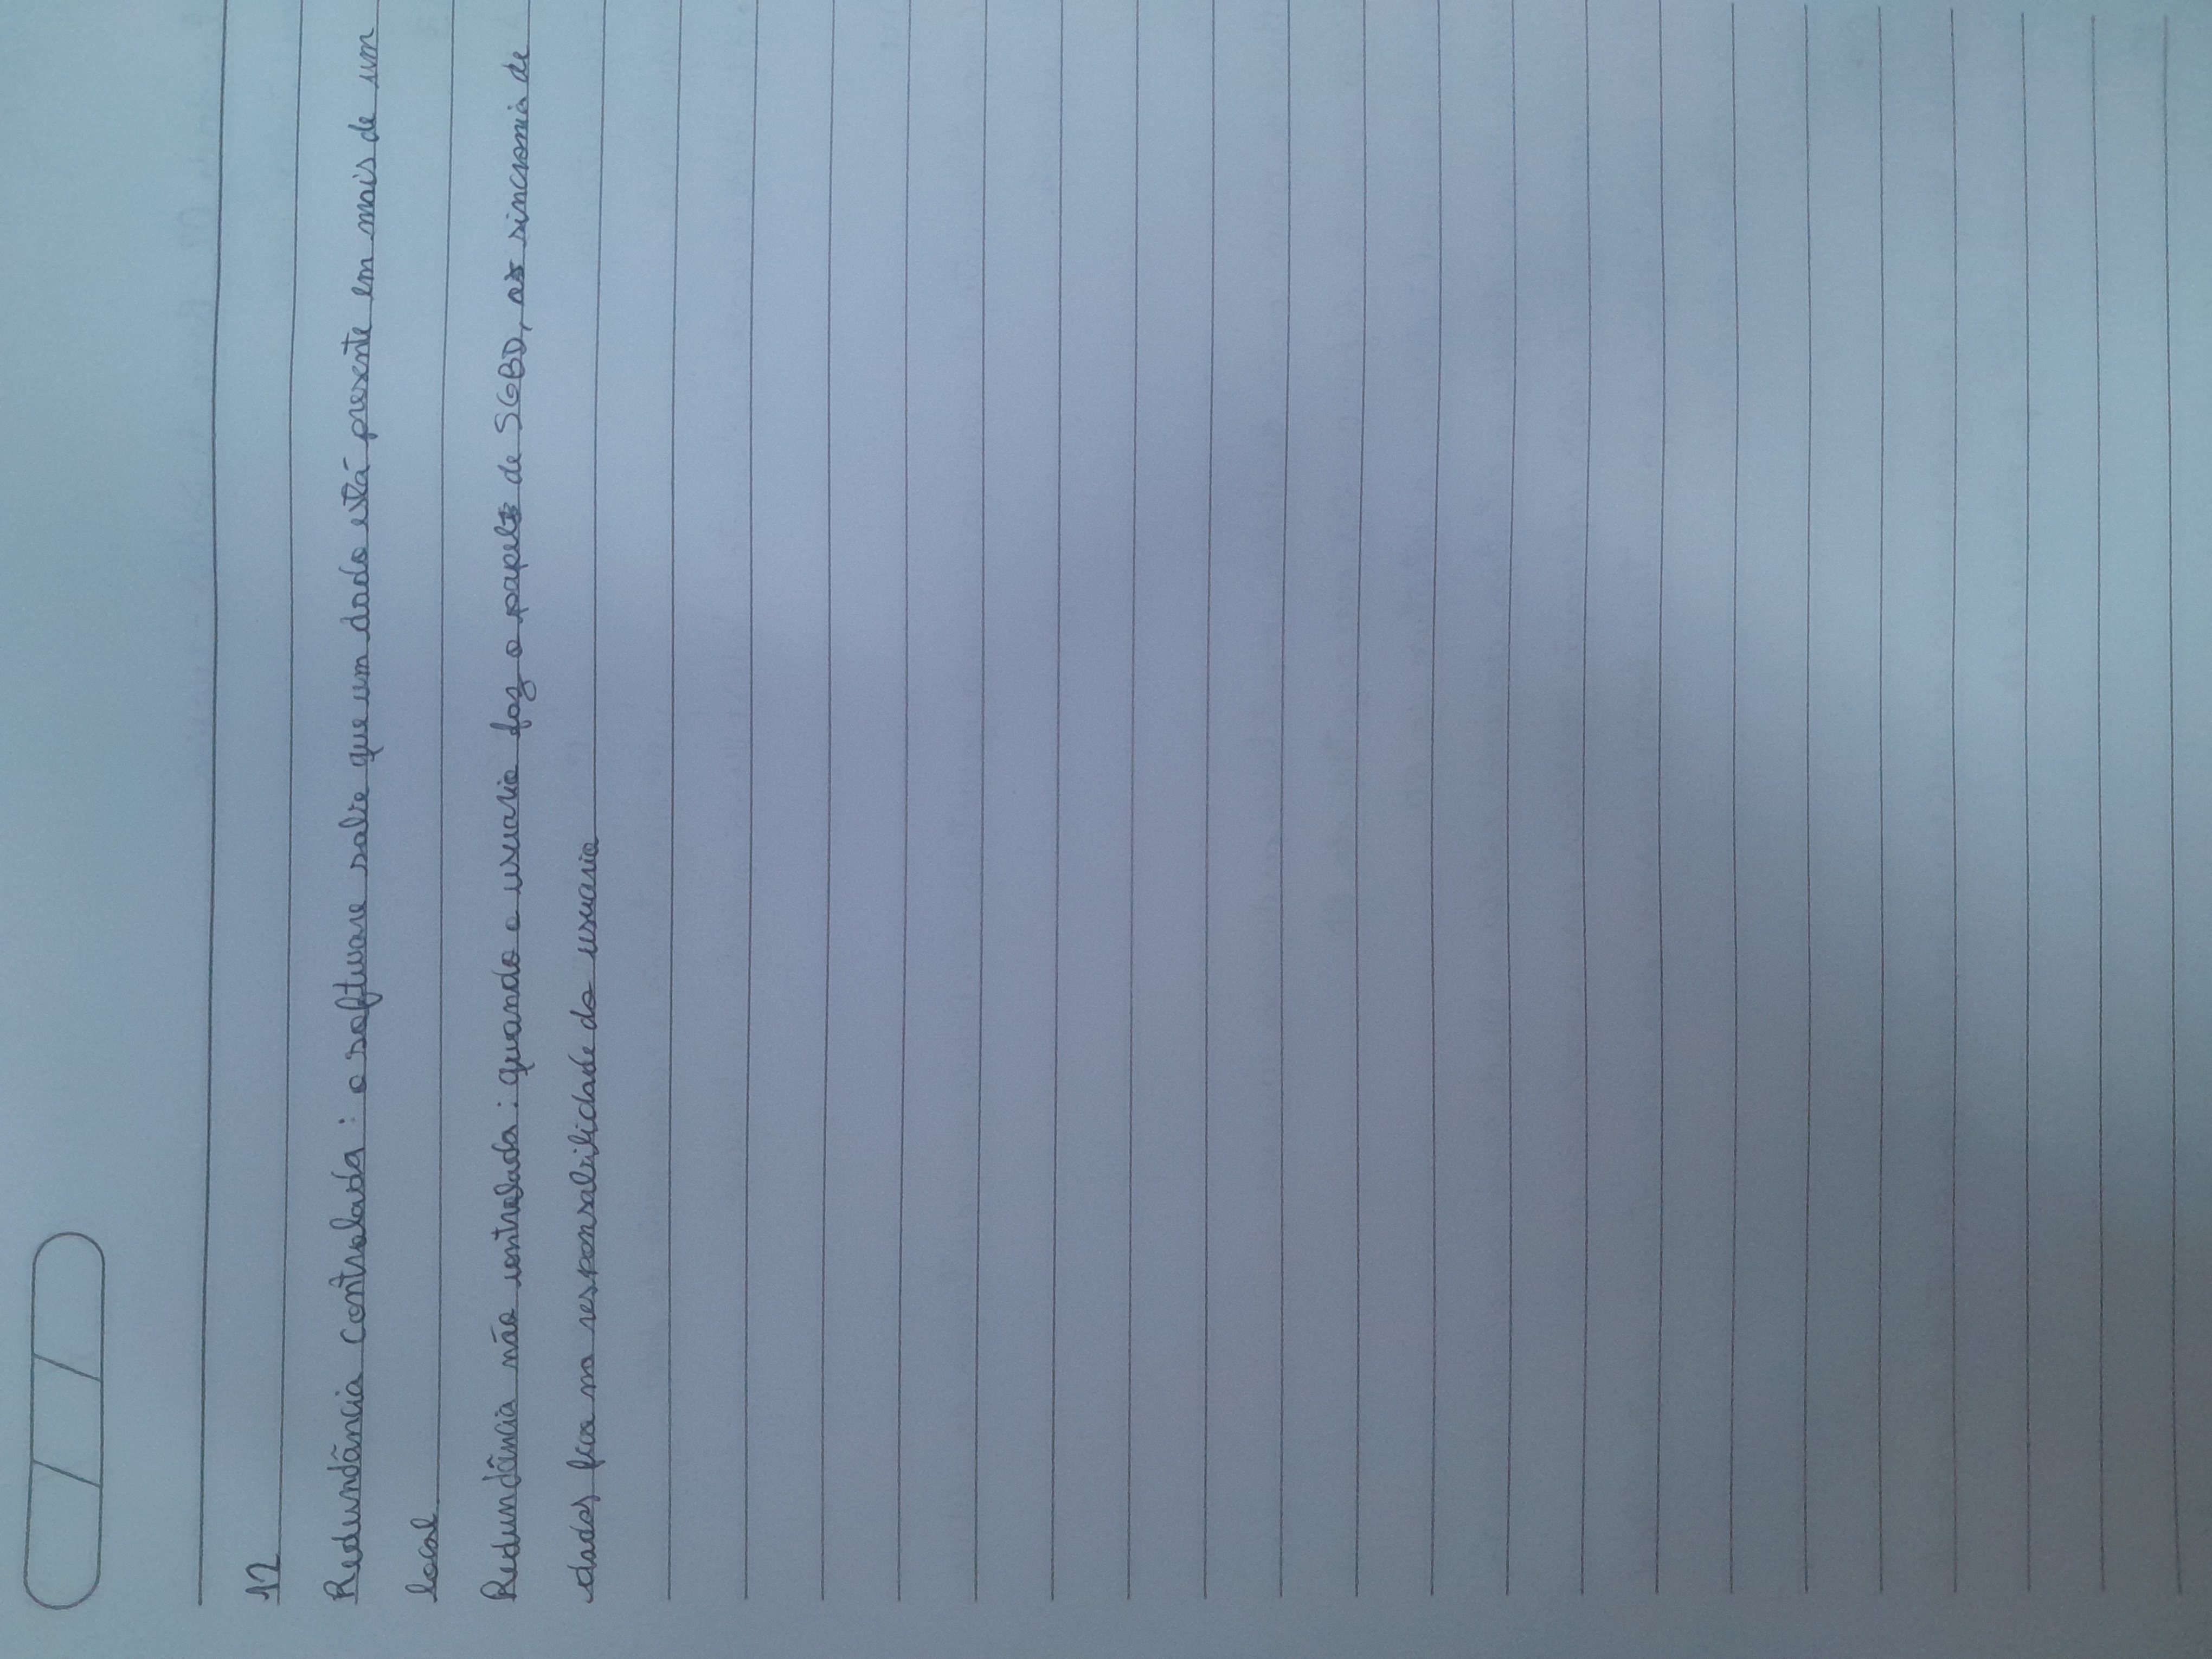 12
Redundância controlada : o software sabe que um dado está presente em mais de um
local
Redundância não controlada : quando o usuario faz o papel de SGBD, a sincronia de
dados fica na responsabilidade do usuario